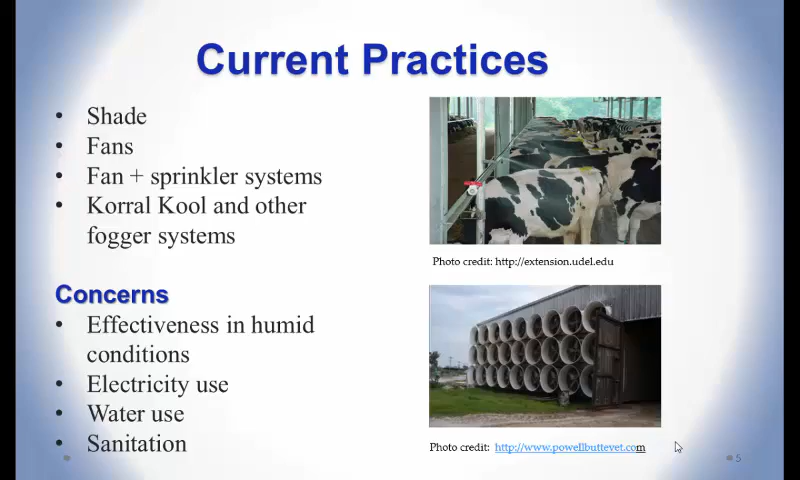 Current Practices
• Shade
• Fans
• Fan + sprinkler systems
• Korral Kool and other
fogger systems
Concerns
• Effectiveness in humid
conditions
• Electricity use
• Water use
• Sanitation
Photo credit: http://extension.udel.edu
Photo credit: http://www.powellbuttevet.com
5